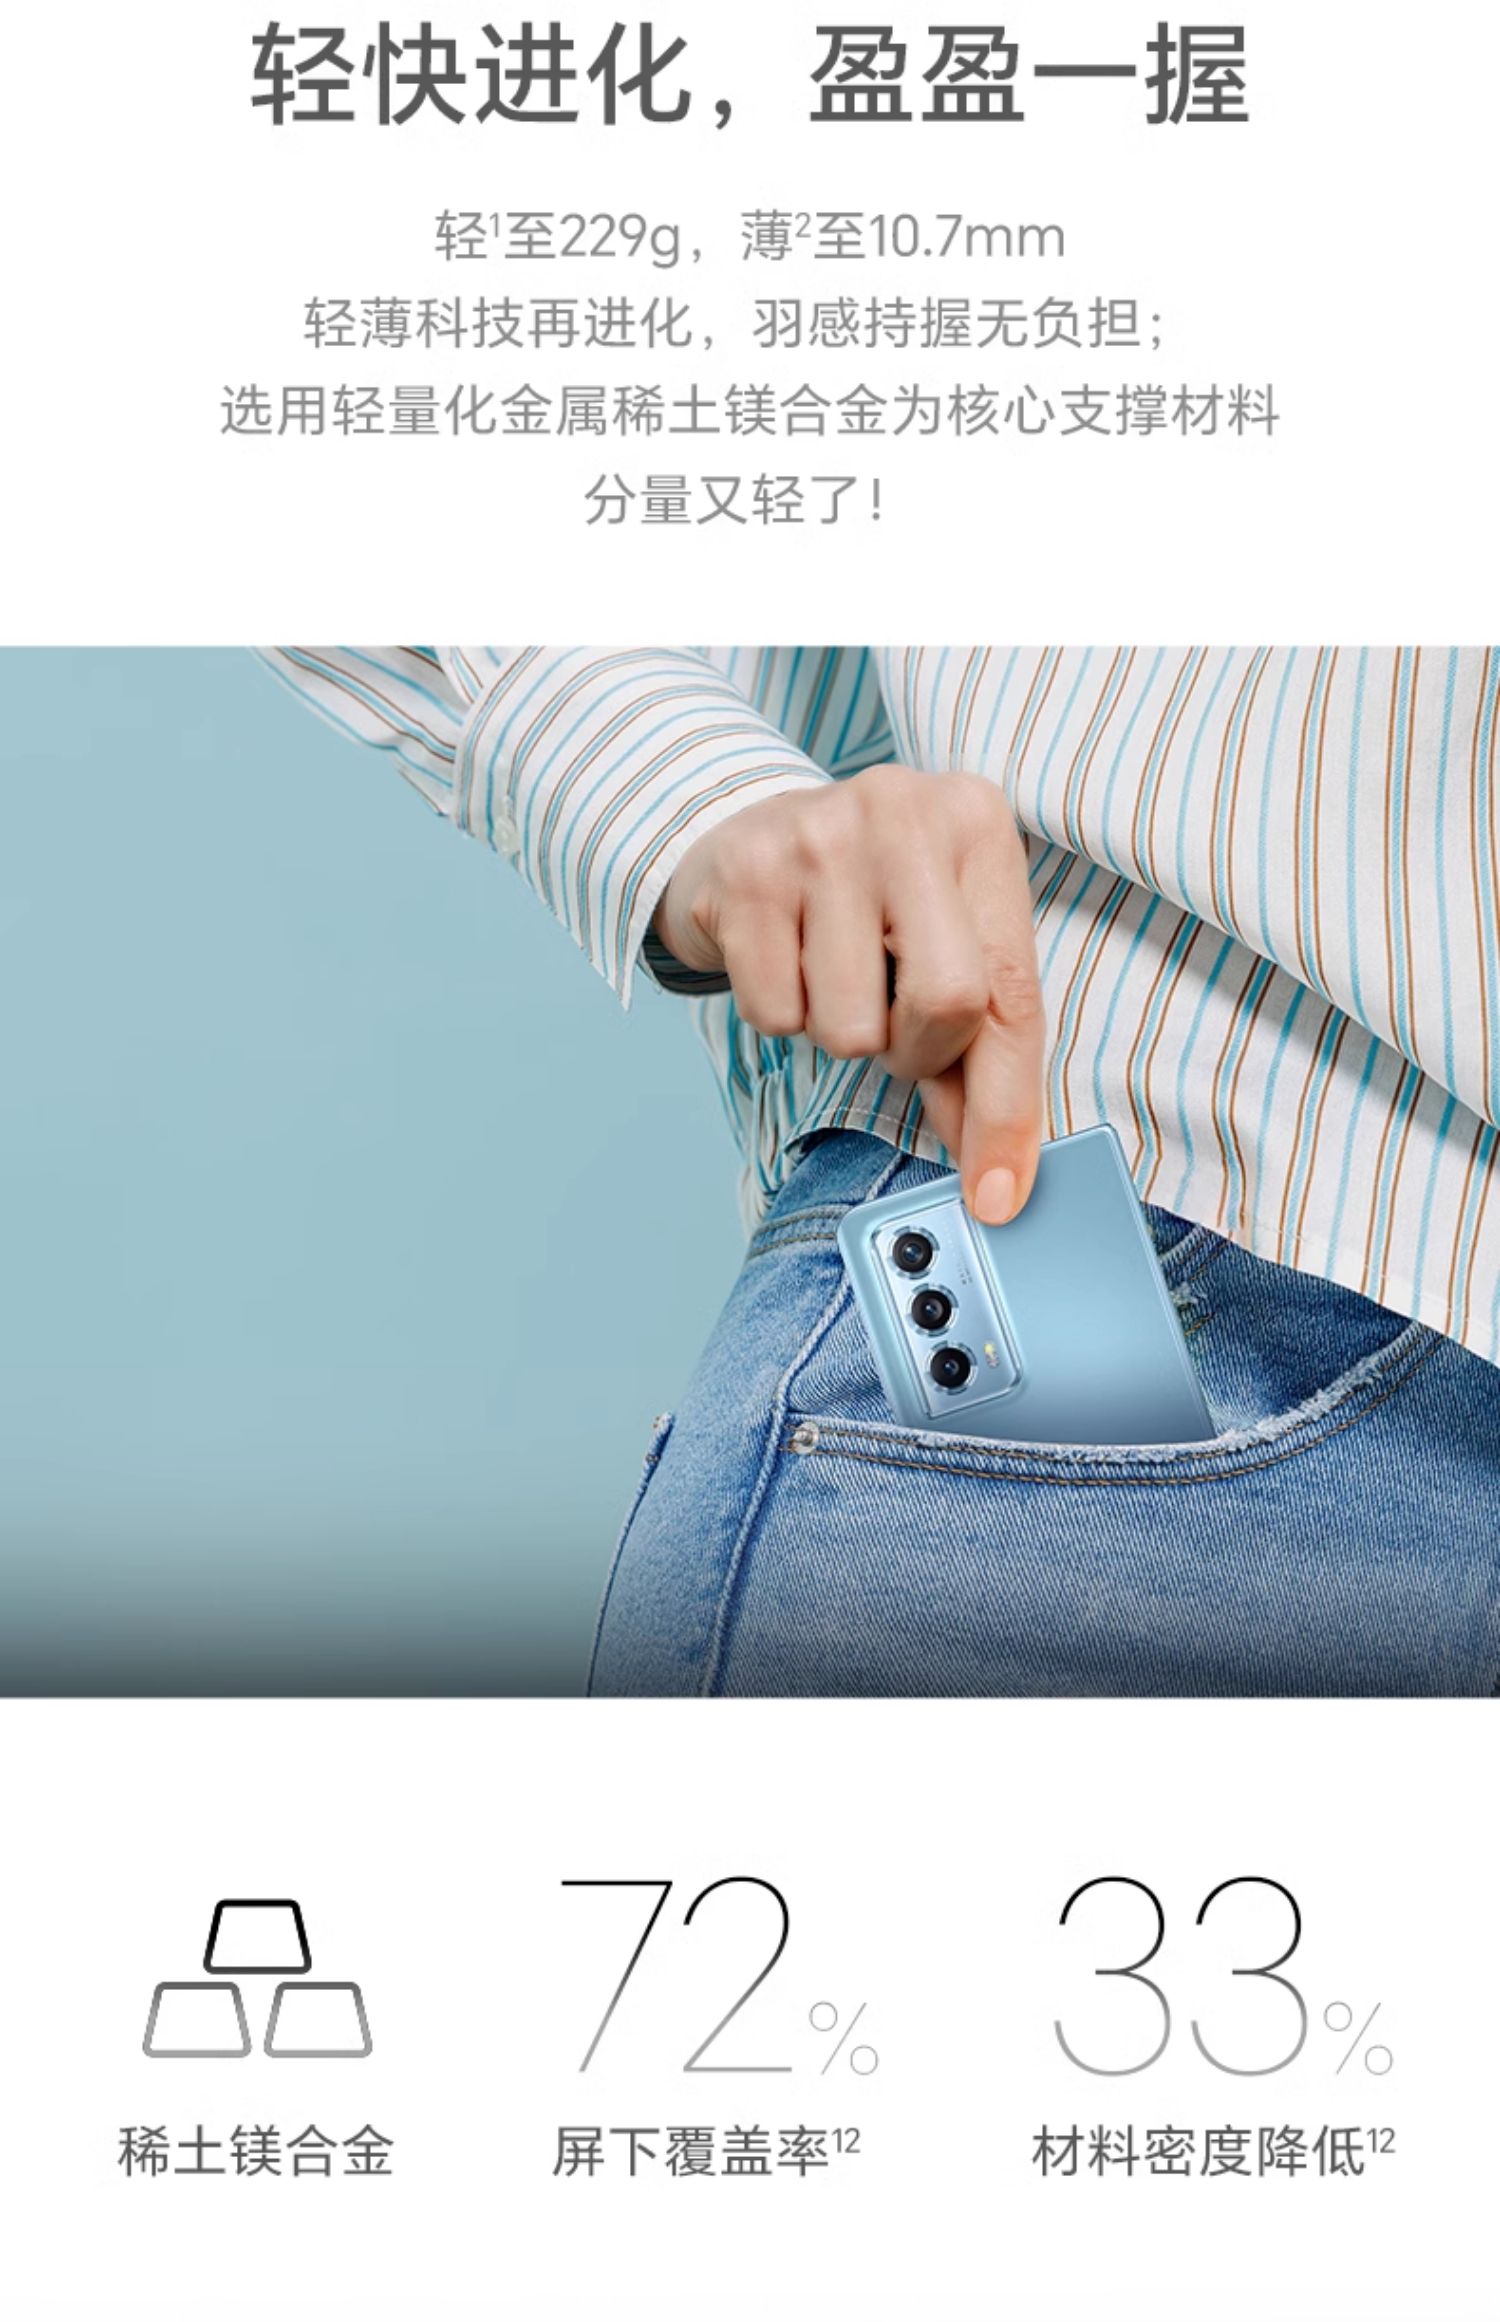 轻快进化，盈盈一握
轻¹至229g，薄²至10.7mm
轻薄科技再进化，羽感持握无负担；
选用轻量化金属稀土镁合金为核心支撑材料
分量又轻了！
72%
33%
稀土镁合金
屏下覆盖率¹²
材料密度降低¹²